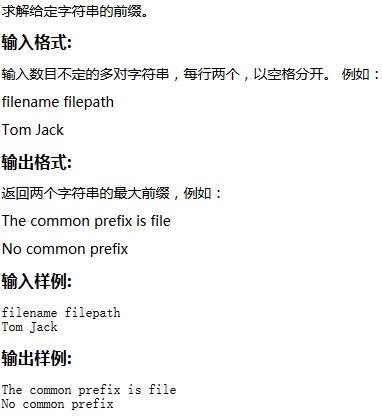 求解给定字符串的前缀。
输入格式:
输入数目不定的多对字符串，每行两个，以空格分开。 例如：
filename filepath
Tom Jack
输出格式:
返回两个字符串的最大前缀，例如：
The common prefix is file
No common prefix
输入样例:
filename filepath
Tom Jack
输出样例:
The common prefix is file
No common prefix